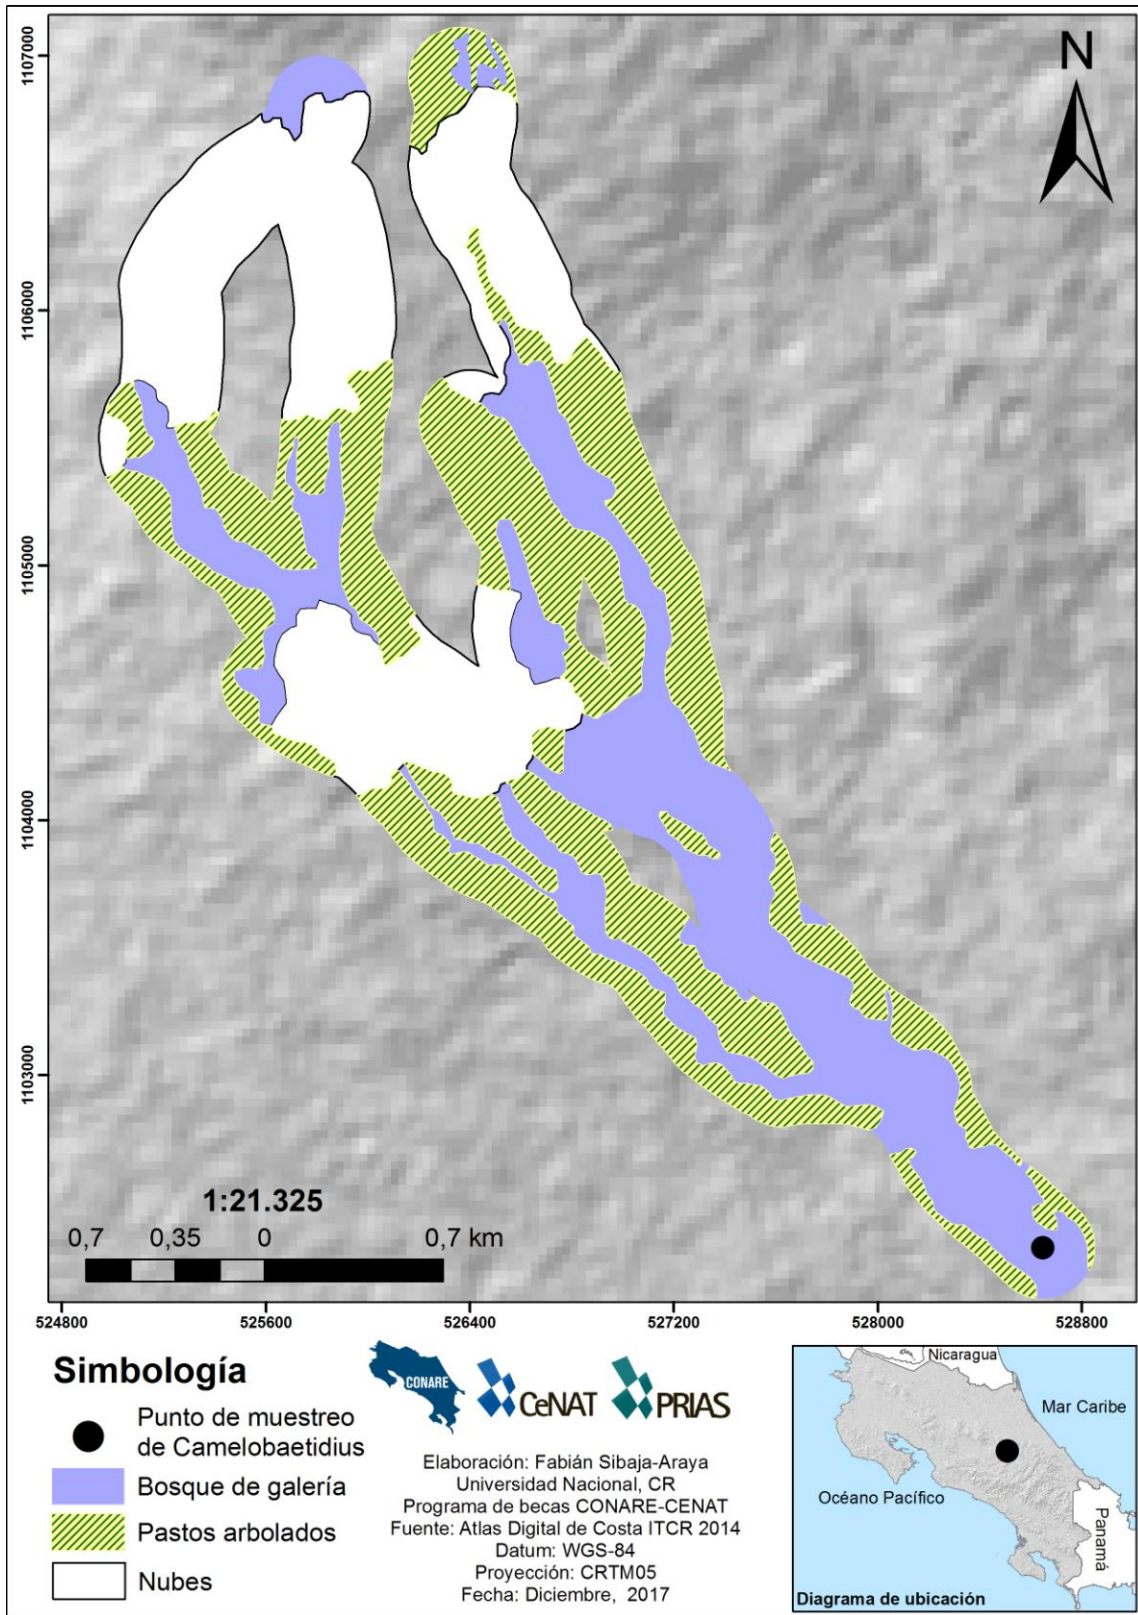 N
1107000
1106000
1105000
1104000
1103000
1:21.325
0,7 0,35 0 0,7 km
524800 525600 526400 527200 528000 528800
Simbología
Punto de muestreo
de Camelobaetidius
Bosque de galería
Pastos arbolados
Nubes
CONARE
CeNAT
PRIAS
Elaboración: Fabián Sibaja-Araya
Universidad Nacional, CR
Programa de becas CONARE-CENAT
Fuente: Atlas Digital de Costa ITCR 2014
Datum: WGS-84
Proyección: CRTM05
Fecha: Diciembre, 2017
Nicaragua
Mar Caribe
Océano Pacífico
Panamá
Diagrama de ubicación